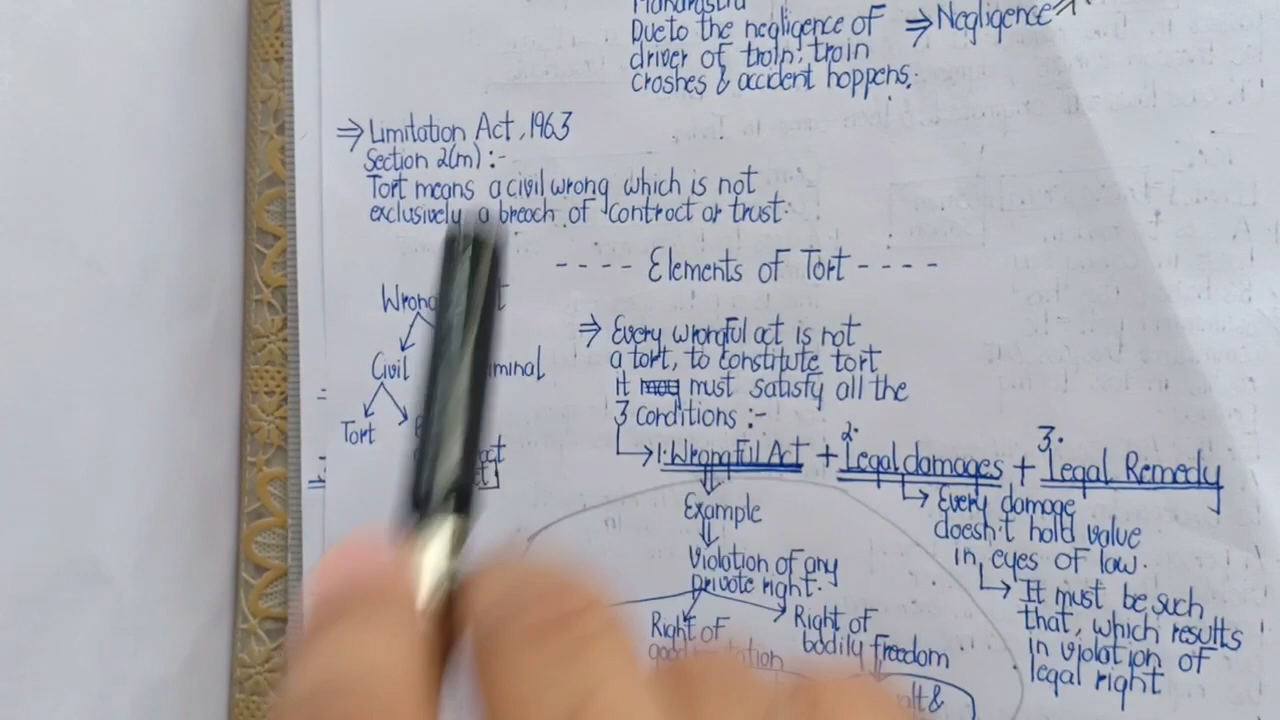 Due to the negligence of ⇒ Negligence
driver of train, train
crashes & accident happens.
⇒ Limitation Act, 1963
Section 2(m) :-
Tort means a civil wrong which is not
exclusively a breach of contract or trust.
---- Elements of Tort ----
Wrong
Civil
Tort
⇒ Every wrongful act is not
a tort, to constitute tort
it must satisfy all the
3 conditions :-
1. Wrongful Act + 2. Legal damages + 3. Legal Remedy
Example
Violation of any
private right.
Right of
Right of
bodily freedom
Every damage
doesn't hold value
in eyes of law.
It must be such
that, which results
in violation of
legal right